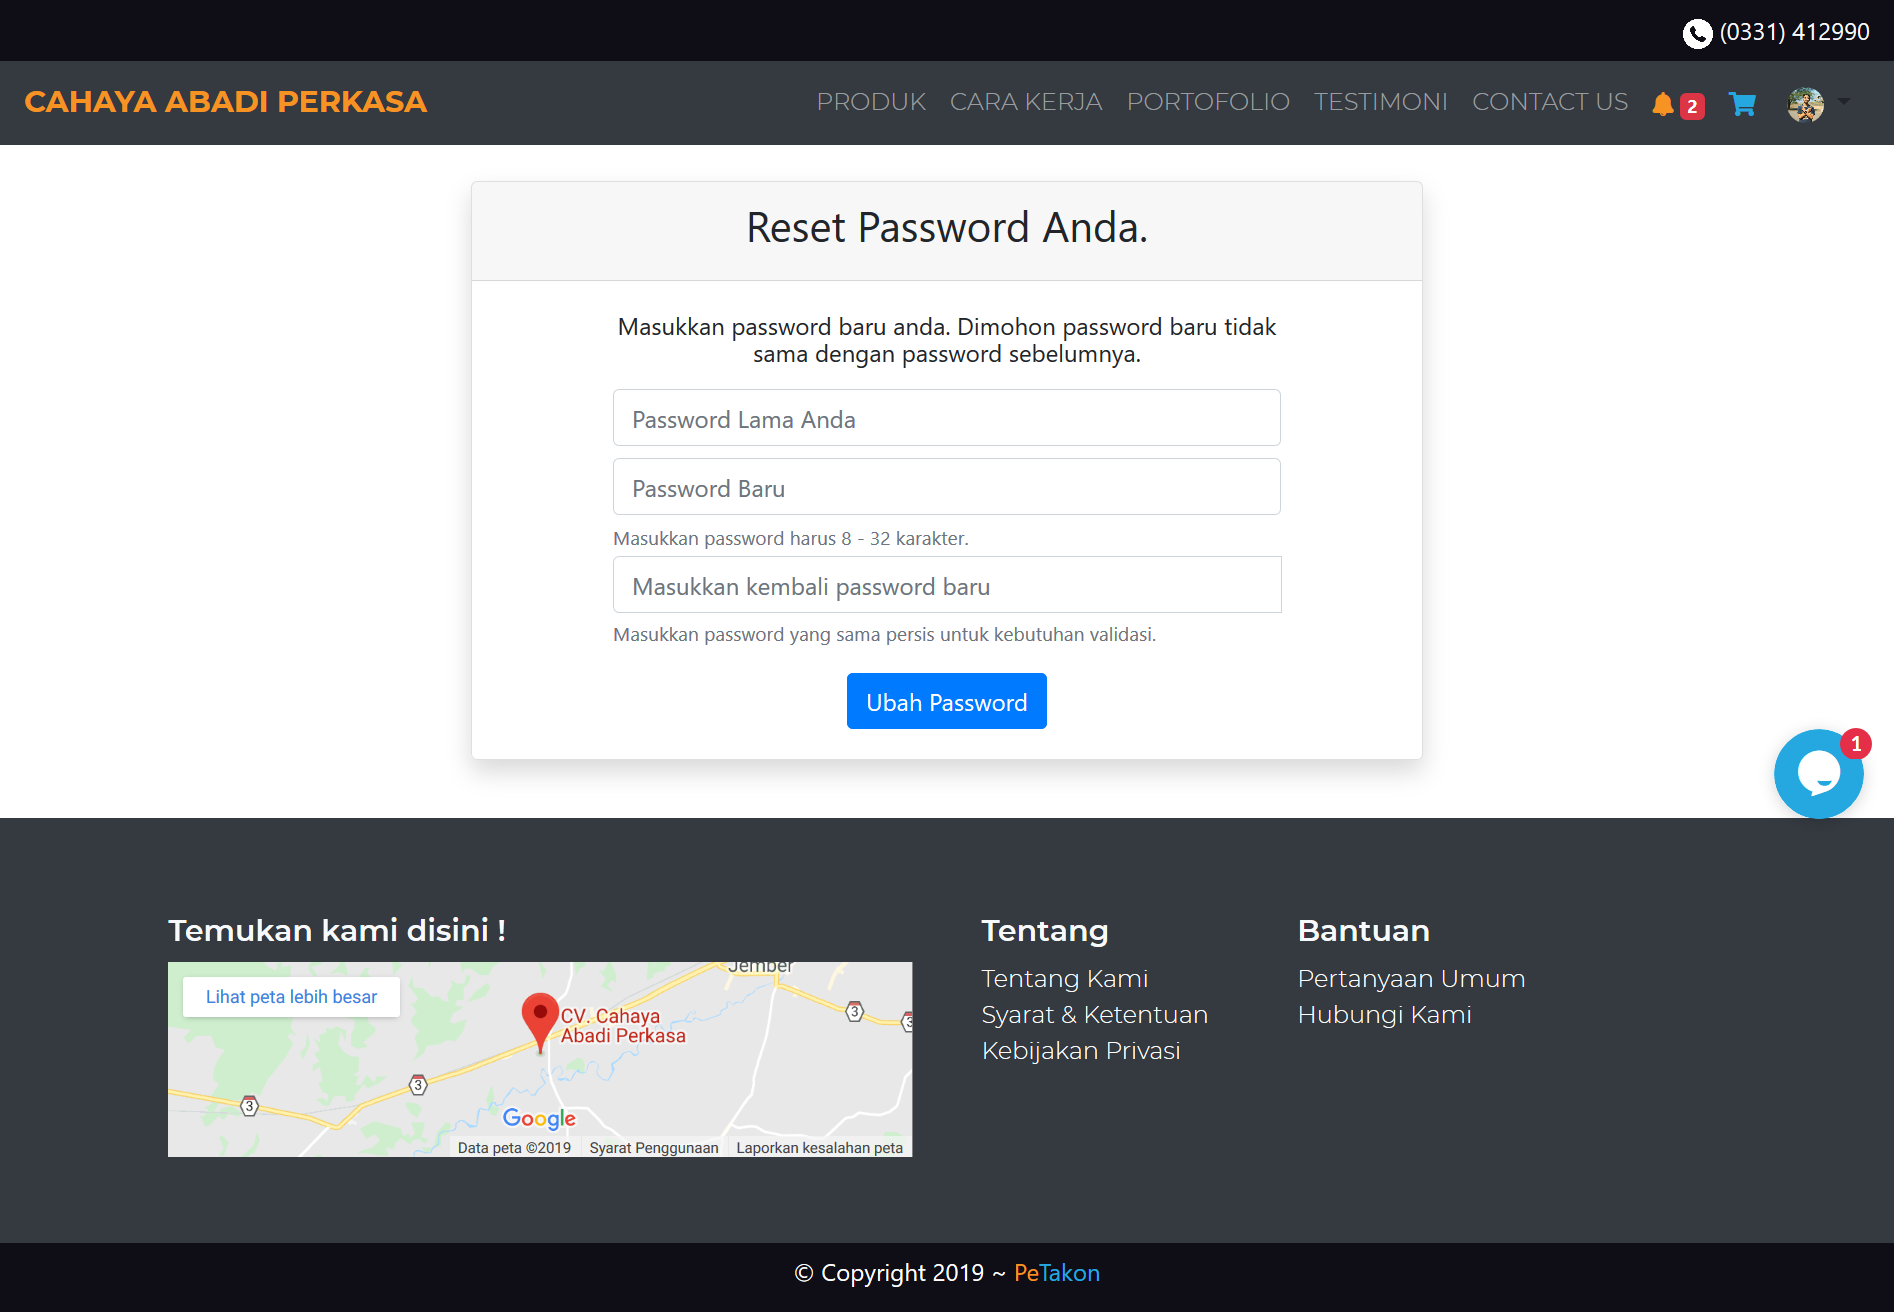 (0331) 412990
CAHAYA ABADI PERKASA
PRODUK CARA KERJA PORTOFOLIO TESTIMONI CONTACT US 2
Reset Password Anda.
Masukkan password baru anda. Dimohon password baru tidak
sama dengan password sebelumnya.
Password Lama Anda
Password Baru
Masukkan password harus 8 - 32 karakter.
Masukkan kembali password baru
Masukkan password yang sama persis untuk kebutuhan validasi.
Ubah Password
1
Temukan kami disini !
Lihat peta lebih besar
Jember
CV. Cahaya
Abadi Perkasa
3
3
3
3
Google
Data peta ©2019 Syarat Penggunaan Laporkan kesalahan peta
Tentang
Tentang Kami
Syarat & Ketentuan
Kebijakan Privasi
Bantuan
Pertanyaan Umum
Hubungi Kami
© Copyright 2019 ~ PeTakon